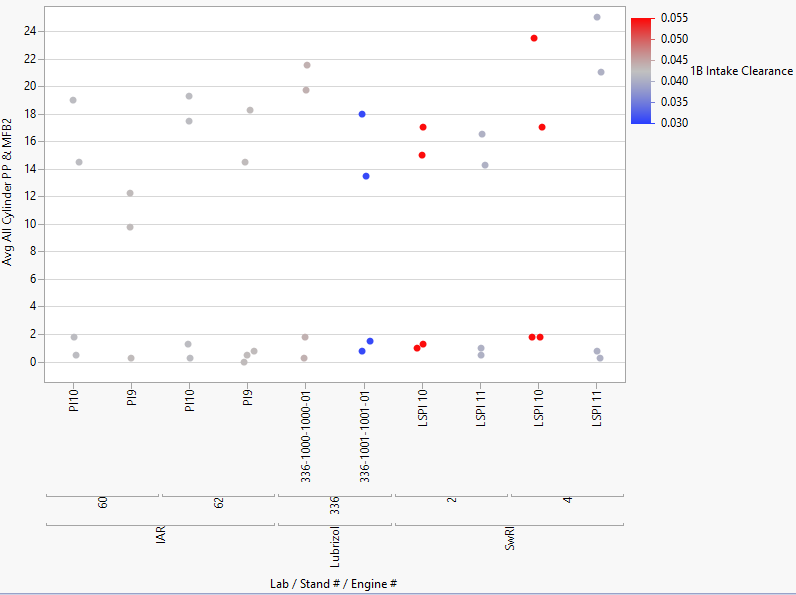 24
22
20
18
16
14
12
10
8
6
4
2
0
Avg All Cylinder PP & MFB2
0.055
0.050
0.045
0.040
0.035
0.030
1B Intake Clearance
PI10
PI9
PI10
PI9
336-1000-1000-01
336-1001-1001-01
LSPI 10
LSPI 11
LSPI 10
LSPI 11
60
62
336
2
4
IAR
Lubrizol
SwRI
Lab / Stand # / Engine #